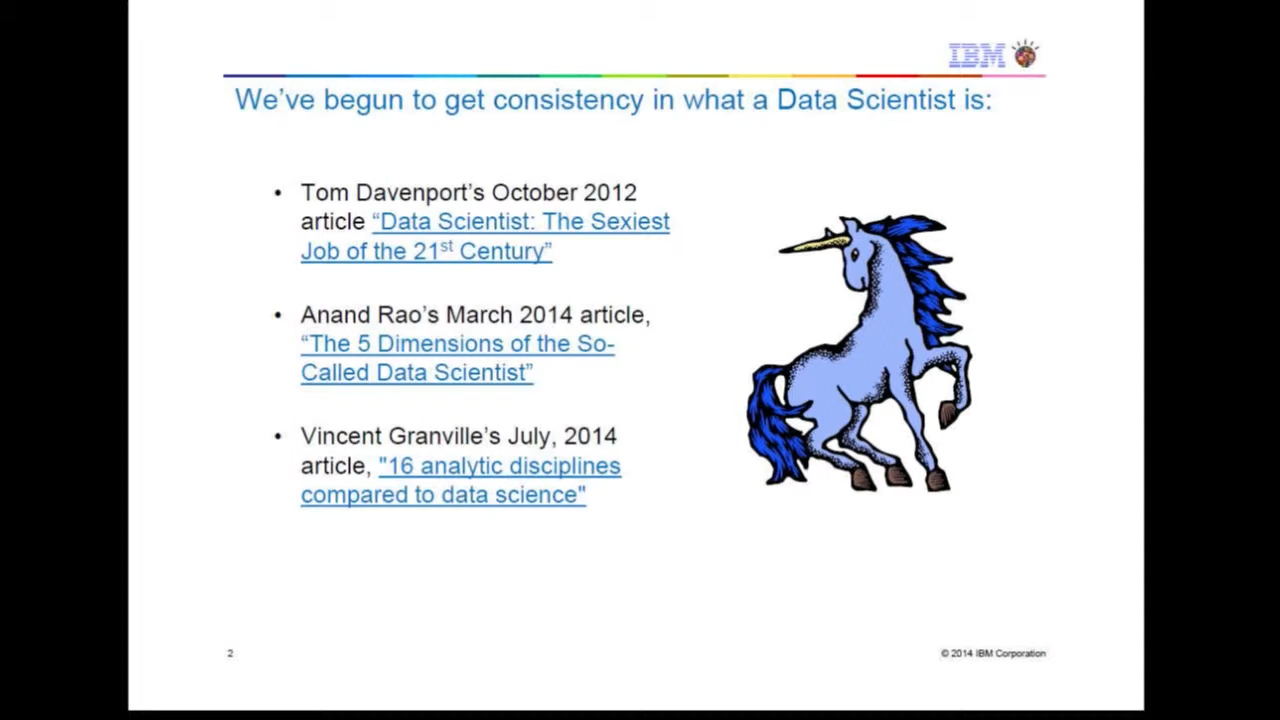 IBM
We've begun to get consistency in what a Data Scientist is:
• Tom Davenport's October 2012
article “Data Scientist: The Sexiest
Job of the 21st Century”
• Anand Rao's March 2014 article,
“The 5 Dimensions of the So-
Called Data Scientist”
• Vincent Granville's July, 2014
article, "16 analytic disciplines
compared to data science"
2
© 2014 IBM Corporation